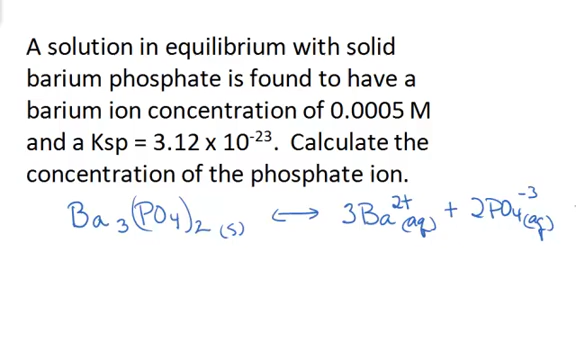 A solution in equilibrium with solid
barium phosphate is found to have a
barium ion concentration of 0.0005 M
and a Ksp = 3.12 x 10⁻²³. Calculate the
concentration of the phosphate ion.
Ba₃(PO₄)₂ (s) ⟷ 3Ba²⁺(aq) + 2PO₄⁻³(aq)